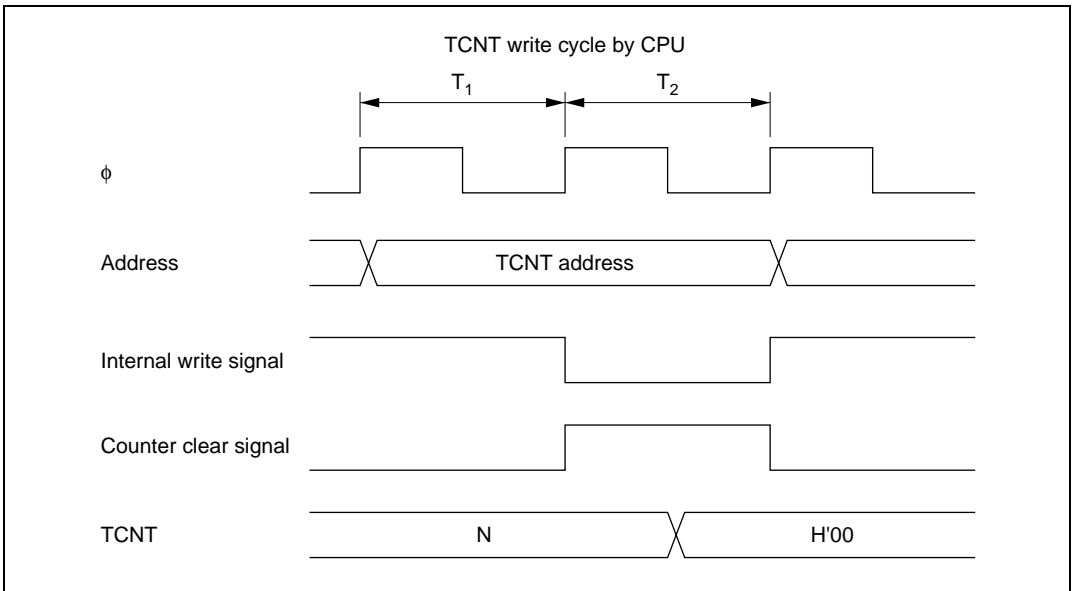 TCNT write cycle by CPU
T1 T2
ϕ
Address TCNT address
Internal write signal
Counter clear signal
TCNT N H'00